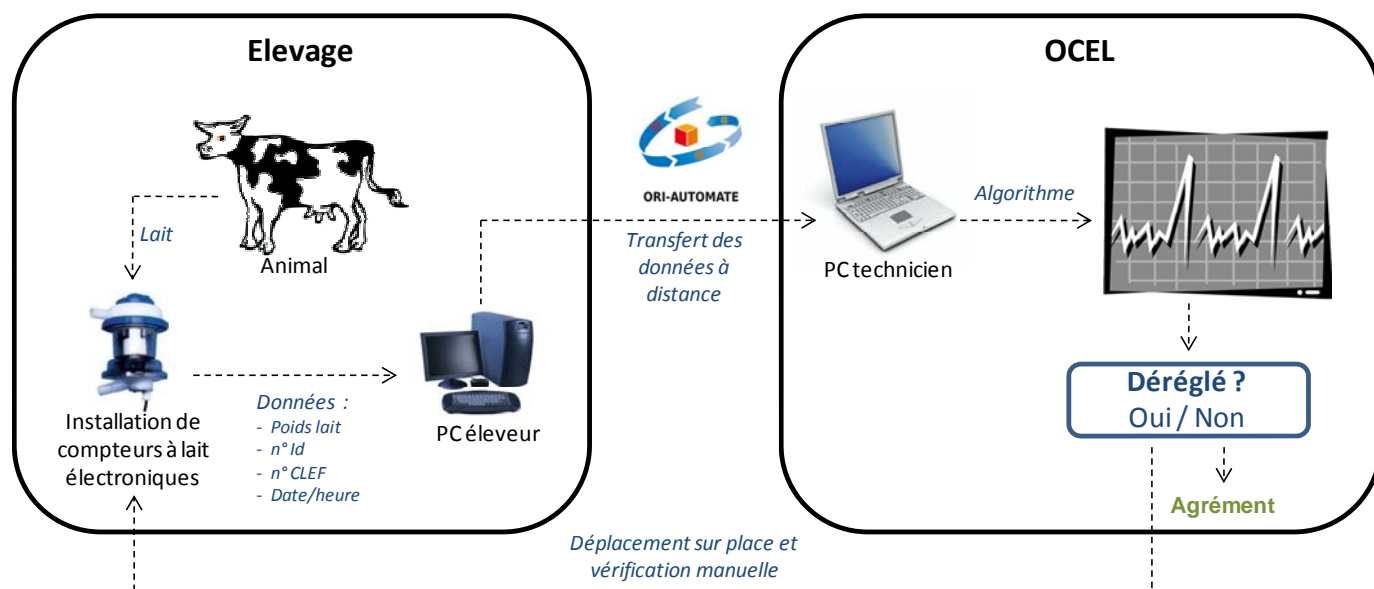 Elevage
OCEL
Lait
Animal
Installation de
compteurs à lait
électroniques
Données :
- Poids lait
- n° Id
- n° CLEF
- Date/heure
PC éleveur
ORI-AUTOMATE
Transfert des
données à
distance
PC technicien
Algorithme
Déréglé ?
Oui / Non
Agrément
Déplacement sur place et
vérification manuelle